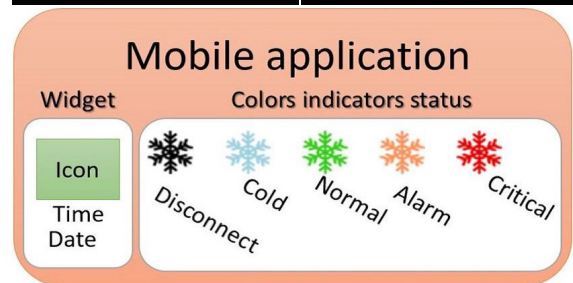 Mobile application
Widget
Colors indicators status
Icon
Time
Date
Disconnect
Cold
Normal
Alarm
Critical